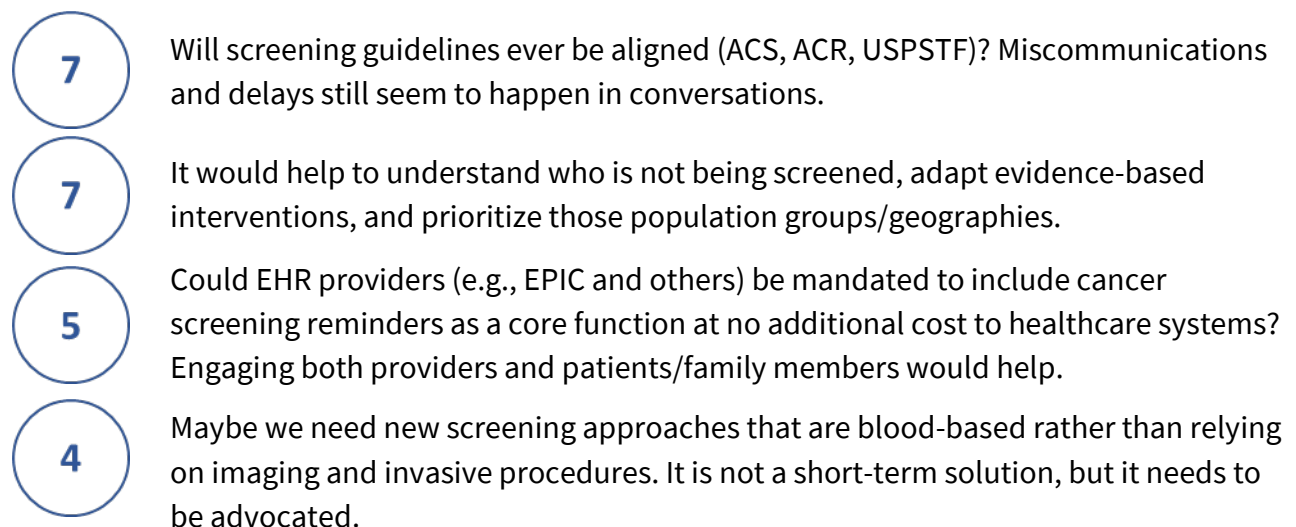 7
Will screening guidelines ever be aligned (ACS, ACR, USPSTF)? Miscommunications
and delays still seem to happen in conversations.
7
It would help to understand who is not being screened, adapt evidence-based
interventions, and prioritize those population groups/geographies.
5
Could EHR providers (e.g., EPIC and others) be mandated to include cancer
screening reminders as a core function at no additional cost to healthcare systems?
Engaging both providers and patients/family members would help.
4
Maybe we need new screening approaches that are blood-based rather than relying
on imaging and invasive procedures. It is not a short-term solution, but it needs to
be advocated.